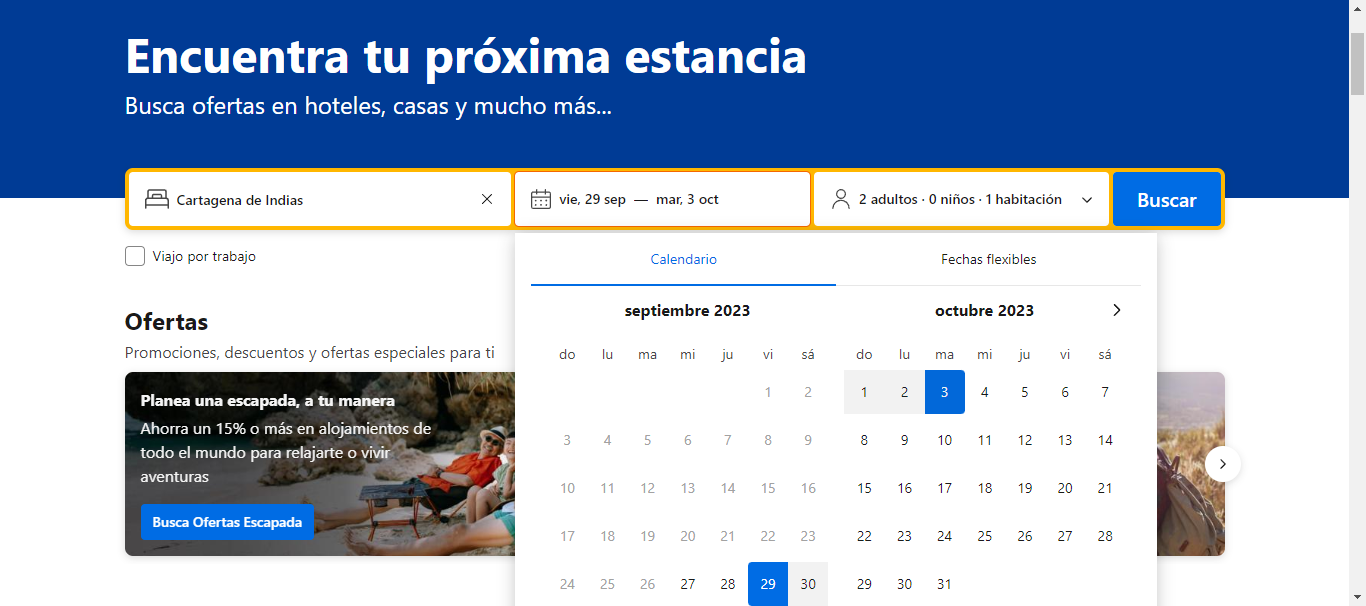 Encuentra tu próxima estancia
Busca ofertas en hoteles, casas y mucho más...
Cartagena de Indias
vie, 29 sep — mar, 3 oct
2 adultos · 0 niños · 1 habitación
Buscar
Viajo por trabajo
Calendario
Fechas flexibles
septiembre 2023
do lu ma mi ju vi sá
1 2
3 4 5 6 7 8 9
10 11 12 13 14 15 16
17 18 19 20 21 22 23
24 25 26 27 28 29 30
octubre 2023
do lu ma mi ju vi sá
1 2 3 4 5 6 7
8 9 10 11 12 13 14
15 16 17 18 19 20 21
22 23 24 25 26 27 28
29 30 31
Ofertas
Promociones, descuentos y ofertas especiales para ti
Planea una escapada, a tu manera
Ahorra un 15% o más en alojamientos de
todo el mundo para relajarte o vivir
aventuras
Busca Ofertas Escapada